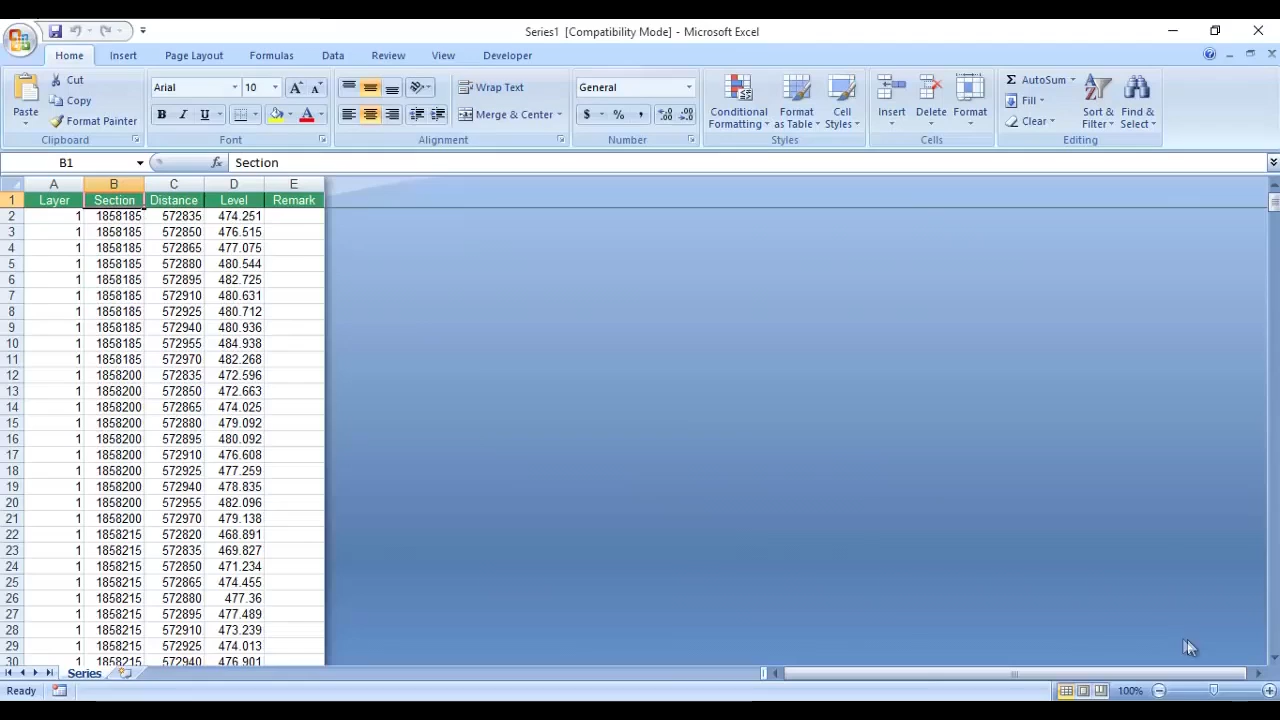 Series1 [Compatibility Mode] - Microsoft Excel
Home Insert Page Layout Formulas Data Review View Developer
Paste
Cut
Copy
Format Painter
Clipboard
Arial 10
B I U
A A
Font
Wrap Text
Merge & Center
Alignment
General
$ % ,
Number
Conditional Formatting
Format as Table
Cell Styles
Styles
Insert Delete Format
Cells
Σ AutoSum
Fill
Clear
Sort & Filter
Find & Select
Editing
B1 fx Section
A B C D E
1 Layer Section Distance Level Remark
2 1 1858185 572835 474.251
3 1 1858185 572850 476.515
4 1 1858185 572865 477.075
5 1 1858185 572880 480.544
6 1 1858185 572895 482.725
7 1 1858185 572910 480.631
8 1 1858185 572925 480.712
9 1 1858185 572940 480.936
10 1 1858185 572955 484.938
11 1 1858185 572970 482.268
12 1 1858200 572835 472.596
13 1 1858200 572850 472.663
14 1 1858200 572865 474.025
15 1 1858200 572880 479.092
16 1 1858200 572895 480.092
17 1 1858200 572910 476.608
18 1 1858200 572925 477.259
19 1 1858200 572940 478.835
20 1 1858200 572955 482.096
21 1 1858200 572970 479.138
22 1 1858215 572820 468.891
23 1 1858215 572835 469.827
24 1 1858215 572850 471.234
25 1 1858215 572865 474.455
26 1 1858215 572880 477.36
27 1 1858215 572895 477.489
28 1 1858215 572910 473.239
29 1 1858215 572925 474.013
30 1 1858215 572940 476.901
Series
Ready 100%